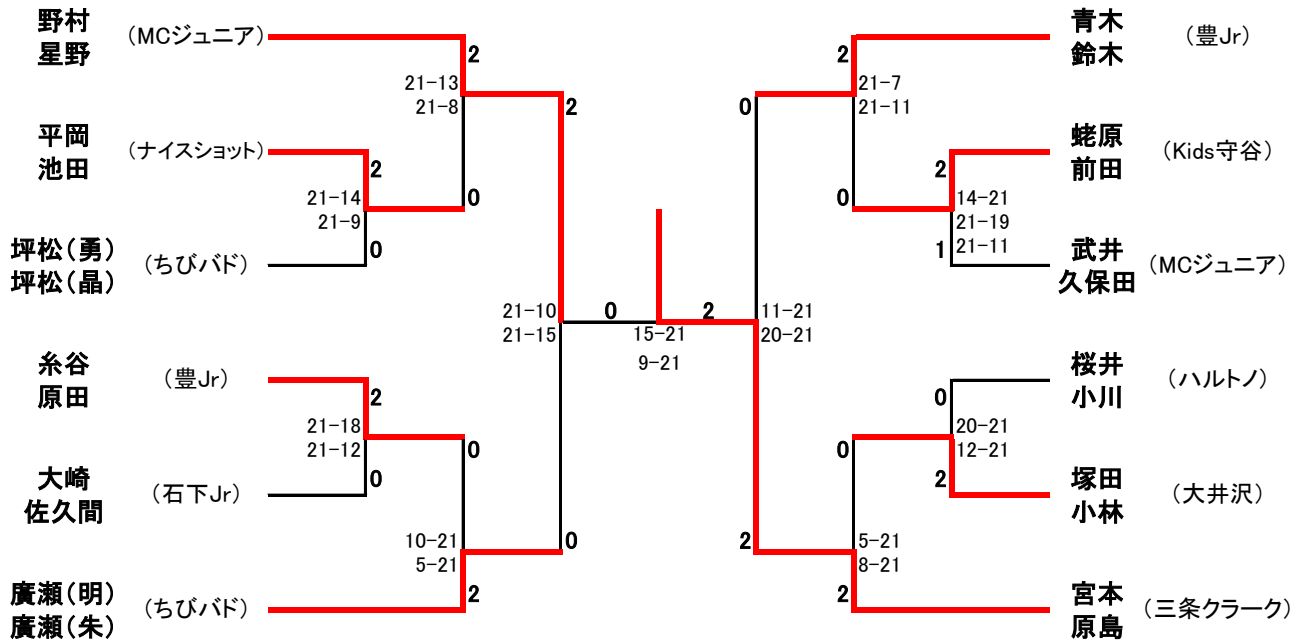 野村
星野
(MCジュニア)
2
21-13
21-8
2
平岡
池田
(ナイスショット)
2
21-14
21-9
0
0
坪松(勇)
坪松(晶)
(ちびバド)
21-10
21-15
0
15-21
9-21
2
糸谷
原田
(豊Jr)
2
21-18
21-12
0
0
大崎
佐久間
(石下Jr)
10-21
5-21
0
2
廣瀬(明)
廣瀬(朱)
(ちびバド)
青木
鈴木
(豊Jr)
2
21-7
21-11
0
蛯原
前田
(Kids守谷)
2
14-21
21-19
21-11
0
1
武井
久保田
(MCジュニア)
11-21
20-21
桜井
小川
(ハルトノ)
0
20-21
12-21
0
2
塚田
小林
(大井沢)
2
5-21
8-21
2
宮本
原島
(三条クラーク)